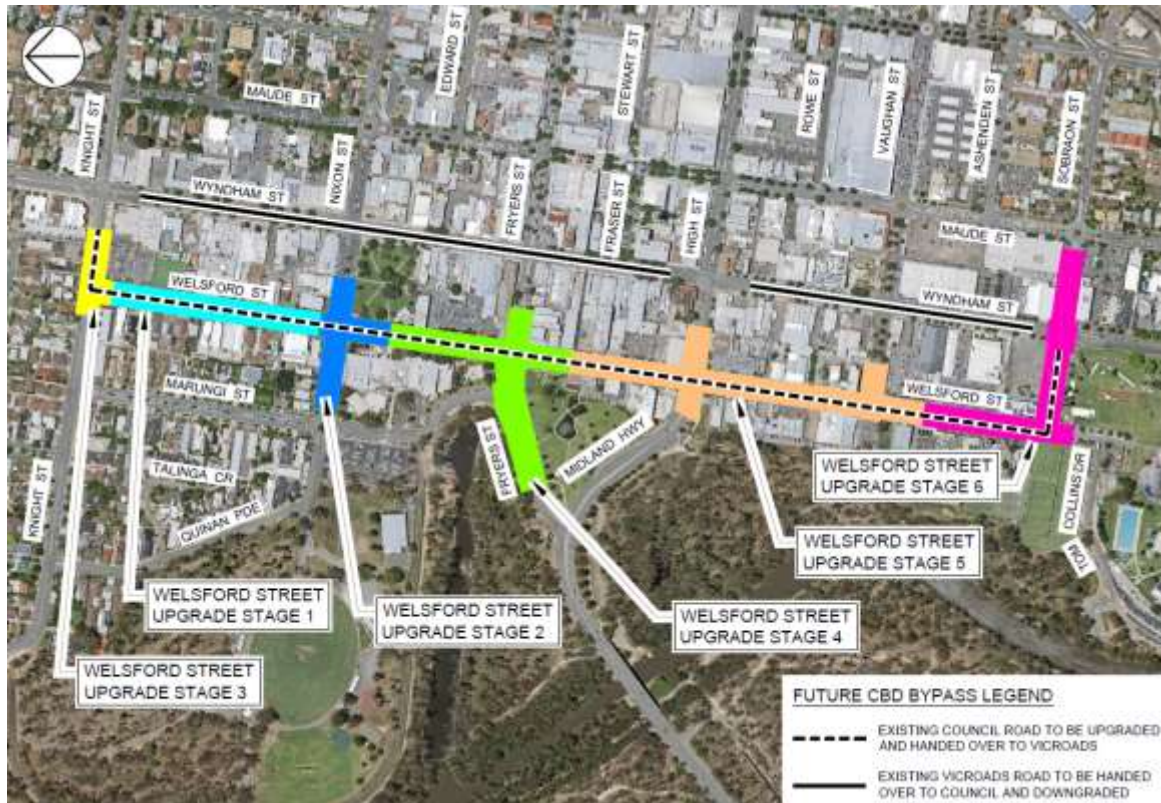 EDWARD ST
STEWART ST
MAUDE ST
ROWE ST
VAUGHAN ST
ASHENDEN ST
SOBRAON ST
KNIGHT ST
NIXON ST
WYNDHAM ST
FRYERS ST
FRASER ST
HIGH ST
MAUDE ST
WELSFORD ST
WYNDHAM ST
MARUNGI ST
WELSFORD ST
FRYERS ST
MIDLAND HWY
TALINGA CR
KNIGHT ST
QUINAN PDE
TOM
COLLINS DR
WELSFORD STREET
UPGRADE STAGE 6
WELSFORD STREET
UPGRADE STAGE 5
WELSFORD STREET
UPGRADE STAGE 1
WELSFORD STREET
UPGRADE STAGE 2
WELSFORD STREET
UPGRADE STAGE 4
WELSFORD STREET
UPGRADE STAGE 3
FUTURE CBD BYPASS LEGEND
EXISTING COUNCIL ROAD TO BE UPGRADED
AND HANDED OVER TO VICROADS
EXISTING VICROADS ROAD TO BE HANDED
OVER TO COUNCIL AND DOWNGRADED